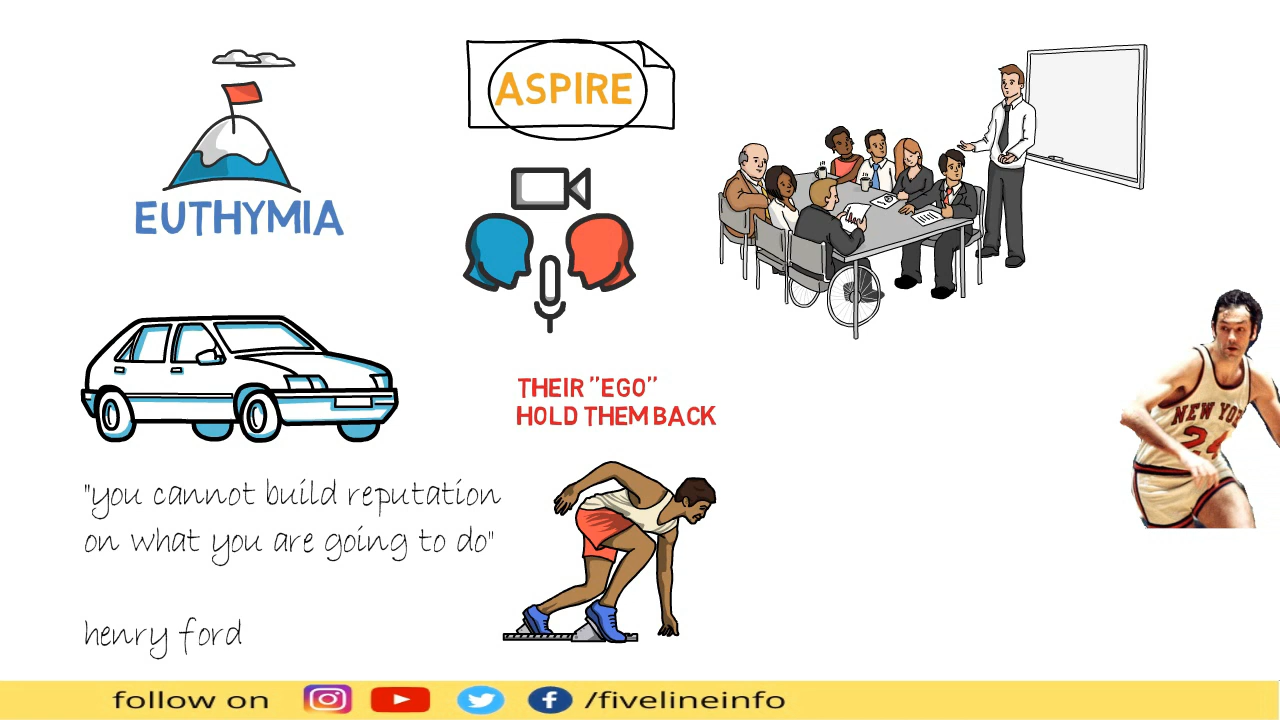 EUTHYMIA
ASPIRE
THEIR "EGO"
HOLD THEM BACK
"you cannot build reputation
on what you are going to do"
henry ford
NEW YO
24
follow on /fivelineinfo